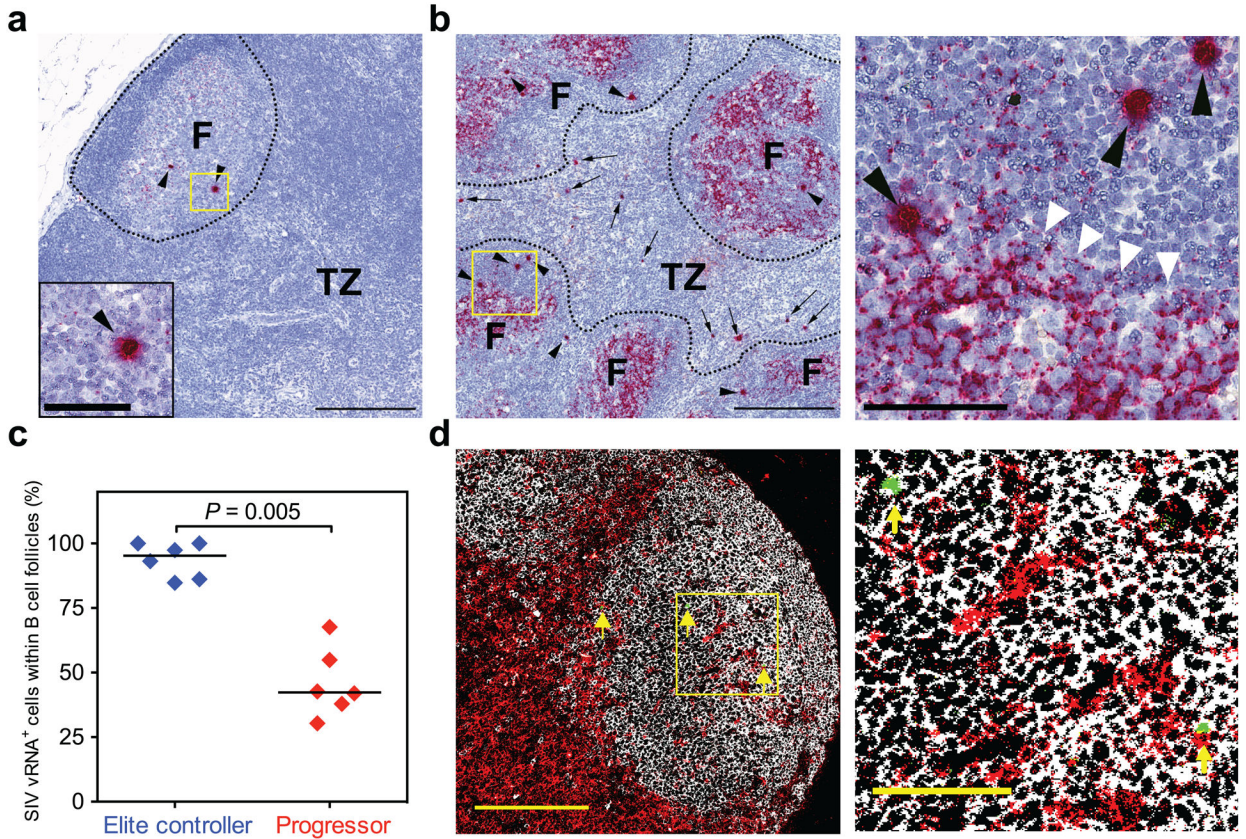 a
F
TZ
b
F
F
TZ
F
F
F
c
SIV vRNA⁺ cells within B cell follicles (%)
P = 0.005
100
75
50
25
0
Elite controller
Progressor
d